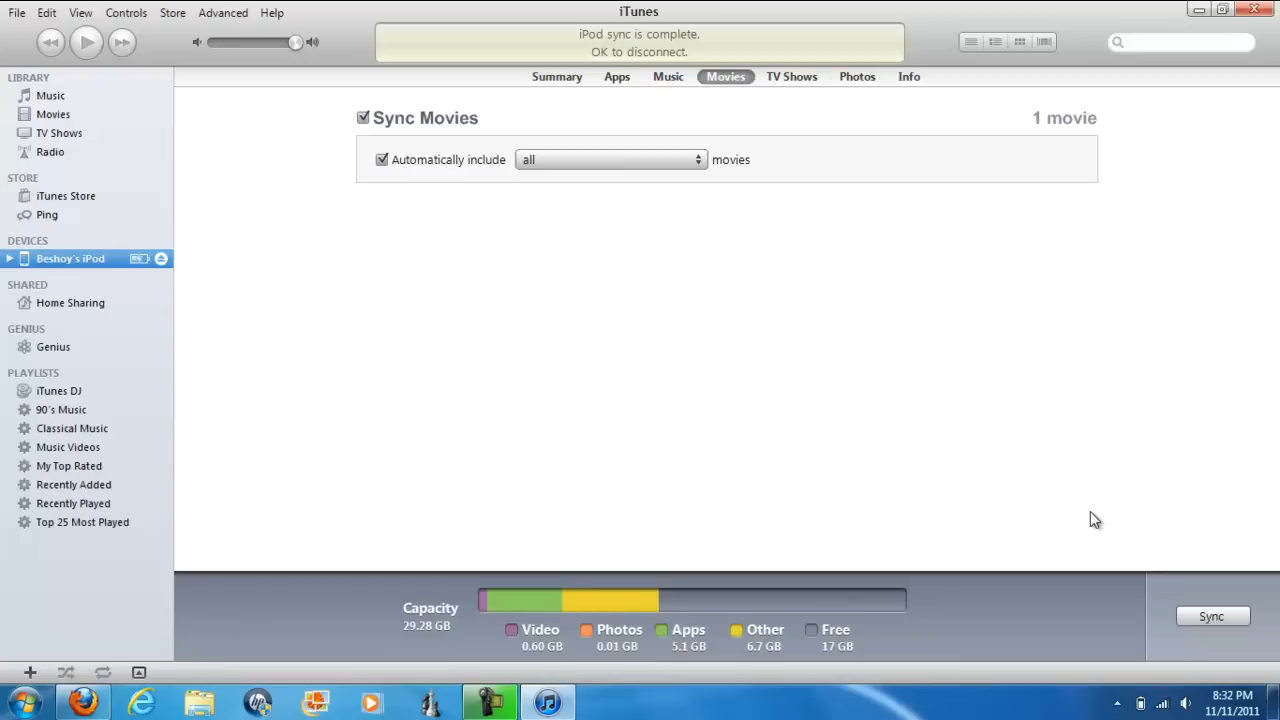 File Edit View Controls Store Advanced Help
iTunes
iPod sync is complete.
OK to disconnect.
LIBRARY
Music
Movies
TV Shows
Radio
STORE
iTunes Store
Ping
DEVICES
Beshoy's iPod
SHARED
Home Sharing
GENIUS
Genius
PLAYLISTS
iTunes DJ
90's Music
Classical Music
Music Videos
My Top Rated
Recently Added
Recently Played
Top 25 Most Played
Summary Apps Music Movies TV Shows Photos Info
Sync Movies 1 movie
Automatically include all movies
Capacity
29.28 GB
Video Photos Apps Other Free
0.60 GB 0.01 GB 5.1 GB 6.7 GB 17 GB
Sync
8:32 PM
11/11/2011